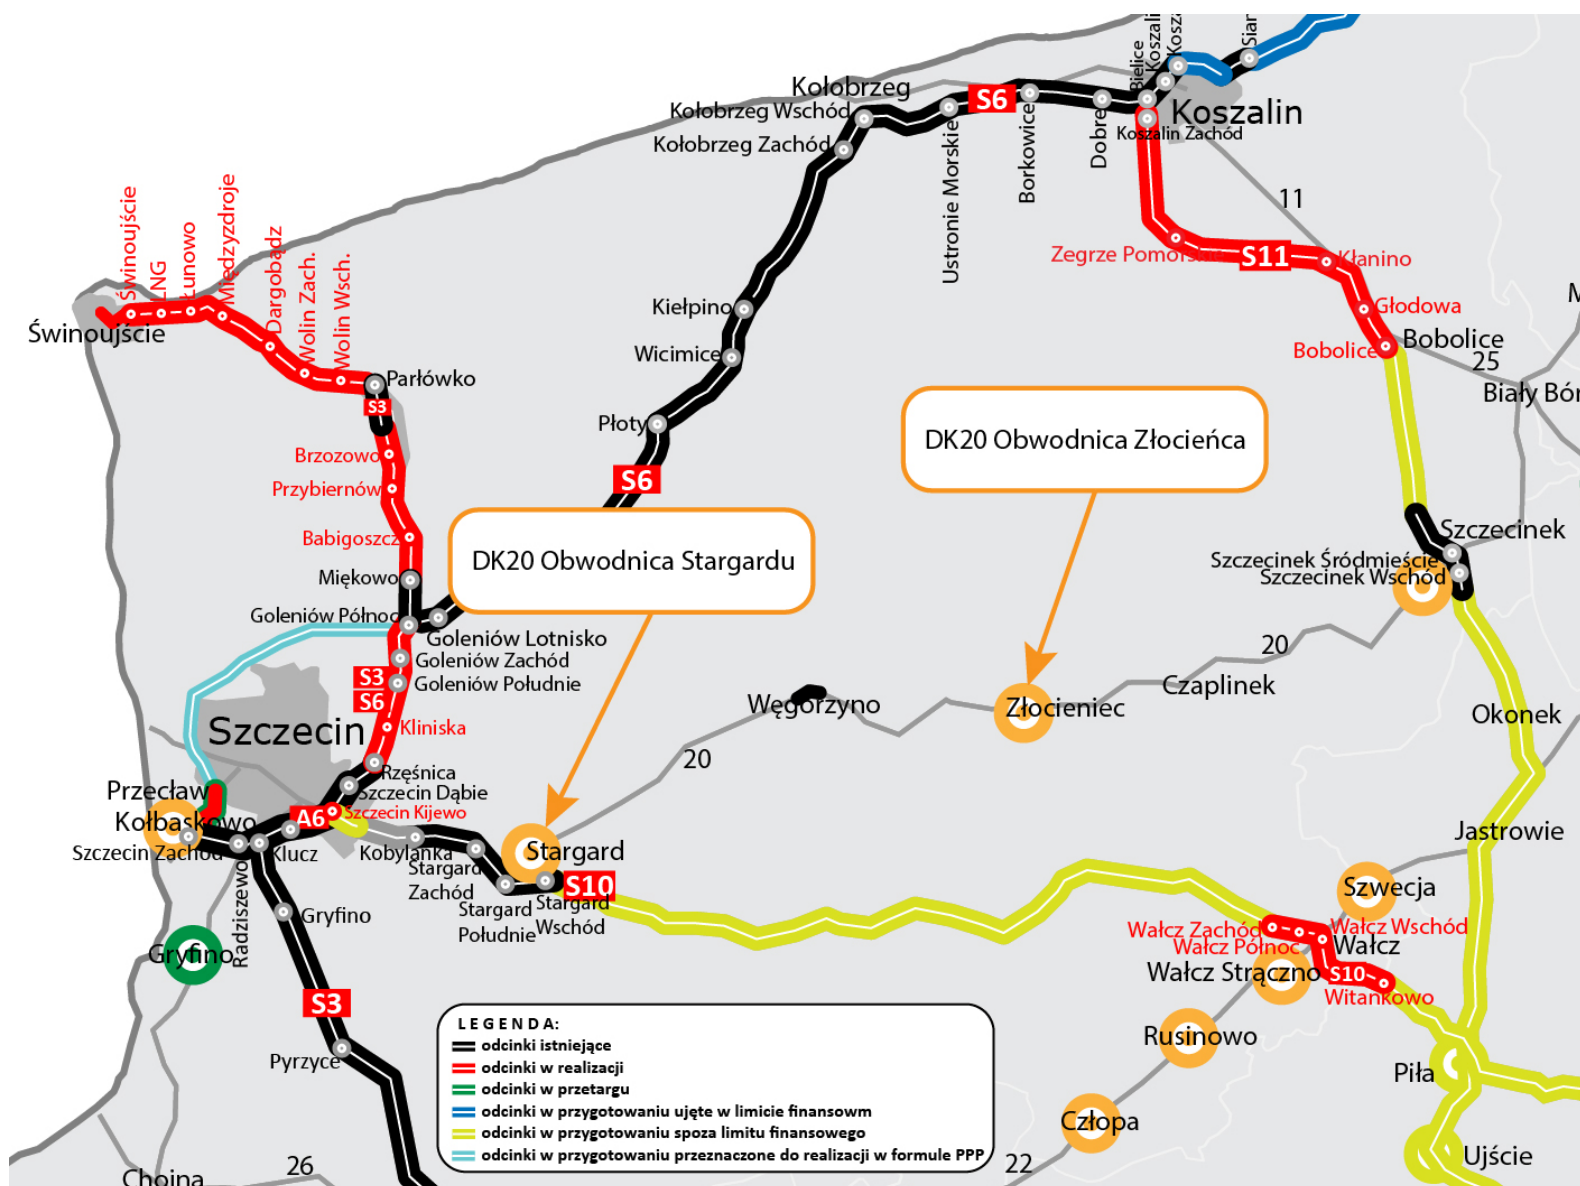 Bielice
Koszalin
Kołobrzeg
S6
Kołobrzeg Wschód
Koszalin
Koszalin Zachód
Kołobrzeg Zachód
Ustronie Morskie
Borkowice
Dobre
11
Świnoujście
LNG
Łunowo
Międzyzdroje
Dargobądz
Wolin Zach.
Wolin Wsch.
Zegrze Pomorskie
S11
Kłanino
Głodowa
Kiełpino
Świnoujście
Bobolice
Bobolice
Wicimice
25
Parłówko
Biały Bór
S3
Płoty
DK20 Obwodnica Złocieńca
Brzozowo
S6
Przybiernów
Szczecinek
Babigoszcz
DK20 Obwodnica Stargardu
Szczecinek Śródmieście
Szczecinek Wschód
Miękowo
Goleniów Północ
Goleniów Lotnisko
20
Goleniów Zachód
S3
Goleniów Południe
Czaplinek
S6
Węgorzyno
Złocieniec
Okonek
Szczecin
Kliniska
20
Rzęśnica
Przecław
Szczecin Dąbie
Kołbaskowo
A6
Szczecin Kijewo
Jastrowie
Szczecin Zachód
Klucz
Kobylanka
Stargard
Stargard
Zachód
S10
Szwecja
Radziszewo
Gryfino
Stargard
Południe
Stargard
Wschód
Wałcz Zachód
Wałcz Wschód
Wałcz Północ
Wałcz
Gryfino
Wałcz Strączno
S10
Witankowo
S3
Rusinowo
Pyrzyce
Piła
LEGENDA:
odcinki istniejące
odcinki w realizacji
odcinki w przetargu
odcinki w przygotowaniu ujęte w limicie finansowm
odcinki w przygotowaniu spoza limitu finansowego
odcinki w przygotowaniu przeznaczone do realizacji w formule PPP
Człopa
Ujście
26
22
Chojna